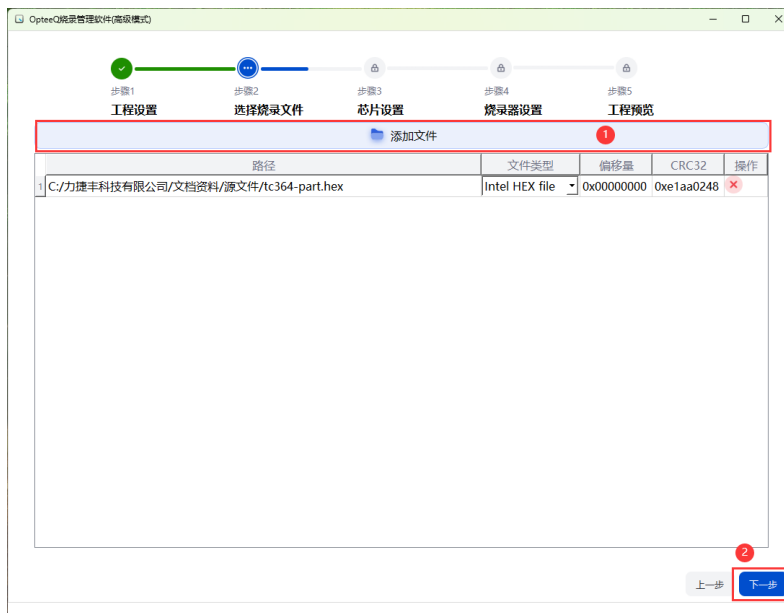 OpteeQ烧录管理软件(高级模式)
步骤1 步骤2 步骤3 步骤4 步骤5
工程设置 选择烧录文件 芯片设置 烧录器设置 工程预览
添加文件 1
路径 文件类型 偏移量 CRC32 操作
1 C:/力捷丰科技有限公司/文档资料/源文件/tc364-part.hex Intel HEX file 0x00000000 0xe1aa0248
2
上一步 下一步